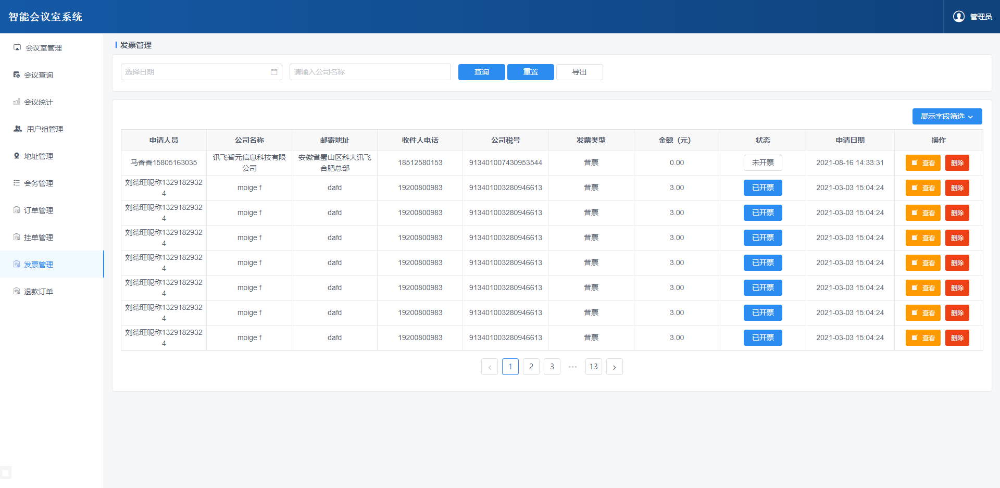 智能会议室系统
管理员
会议室管理
会议查询
会议统计
用户组管理
地址管理
会务管理
订单管理
挂单管理
发票管理
退款订单
发票管理
选择日期
请输入公司名称
查询
重置
导出
展示字段筛选
申请人员 公司名称 邮寄地址 收件人电话 公司税号 发票类型 金额（元） 状态 申请日期 操作
马香香15805163035 讯飞智元信息科技有限公司 安徽省蜀山区科大讯飞合肥总部 18512580153 913401007430953544 普票 0.00 未开票 2021-08-16 14:33:31 查看 删除
刘德旺昵称13291829324 moige f dafd 19200800983 913401003280946613 普票 3.00 已开票 2021-03-03 15:04:24 查看 删除
刘德旺昵称13291829324 moige f dafd 19200800983 913401003280946613 普票 3.00 已开票 2021-03-03 15:04:24 查看 删除
刘德旺昵称13291829324 moige f dafd 19200800983 913401003280946613 普票 3.00 已开票 2021-03-03 15:04:24 查看 删除
刘德旺昵称13291829324 moige f dafd 19200800983 913401003280946613 普票 3.00 已开票 2021-03-03 15:04:24 查看 删除
刘德旺昵称13291829324 moige f dafd 19200800983 913401003280946613 普票 3.00 已开票 2021-03-03 15:04:24 查看 删除
刘德旺昵称13291829324 moige f dafd 19200800983 913401003280946613 普票 3.00 已开票 2021-03-03 15:04:24 查看 删除
刘德旺昵称13291829324 moige f dafd 19200800983 913401003280946613 普票 3.00 已开票 2021-03-03 15:04:24 查看 删除
< 1 2 3 ••• 13 >